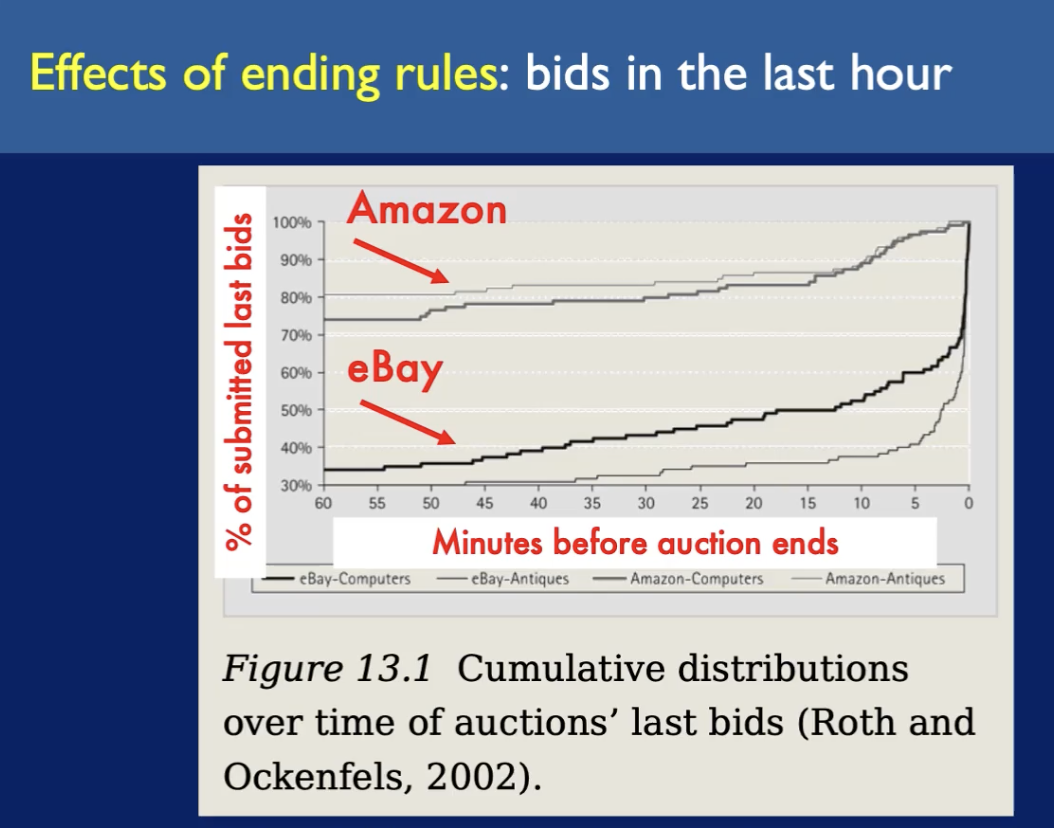 Effects of ending rules: bids in the last hour
% of submitted last bids
Amazon
100%
90%
80%
70%
eBay
60%
50%
40%
30%
60 55 50 45 40 35 30 25 20 15 10 5 0
Minutes before auction ends
eBay-Computers eBay-Antiques Amazon-Computers Amazon-Antiques
Figure 13.1 Cumulative distributions
over time of auctions’ last bids (Roth and
Ockenfels, 2002).